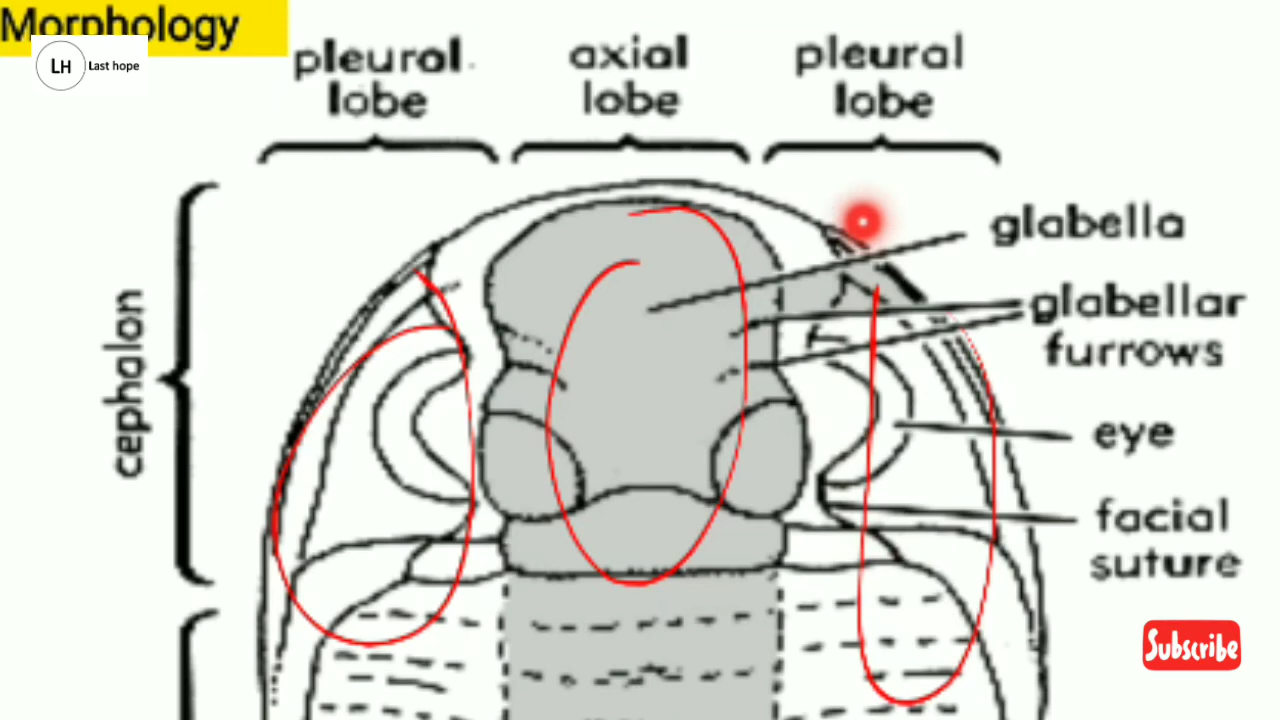 Morphology
LH Last hope
pleural
lobe
axial
lobe
pleural
lobe
glabella
glabellar
furrows
eye
facial
suture
cephalon
Subscribe